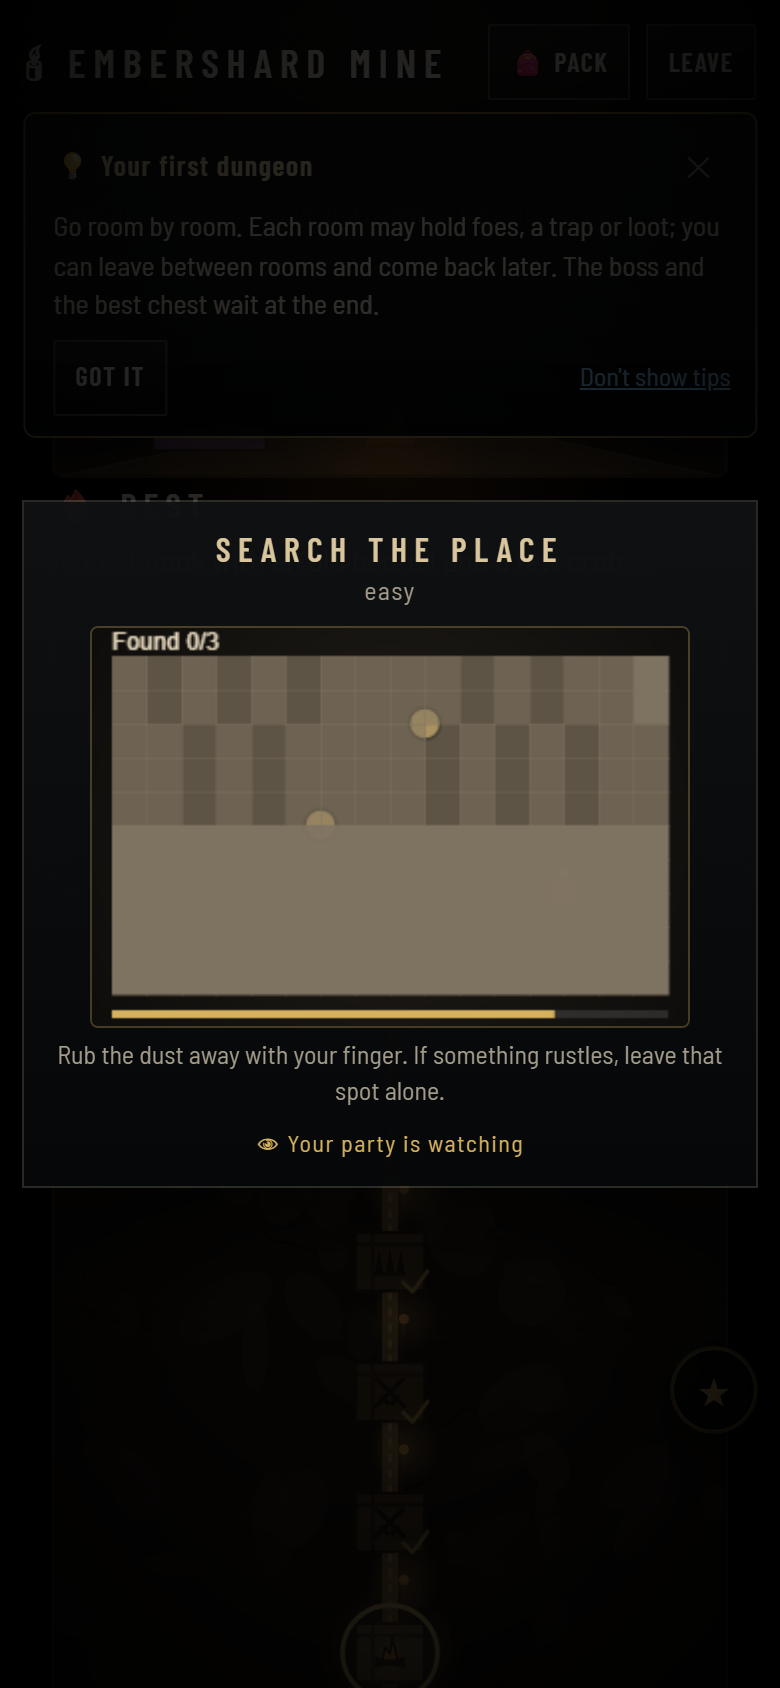 EMBERSHARD MINE
PACK
LEAVE
Your first dungeon
Go room by room. Each room may hold foes, a trap or loot; you
can leave between rooms and come back later. The boss and
the best chest wait at the end.
GOT IT
Don't show tips
REST
SEARCH THE PLACE
easy
Found 0/3
Rub the dust away with your finger. If something rustles, leave that
spot alone.
Your party is watching